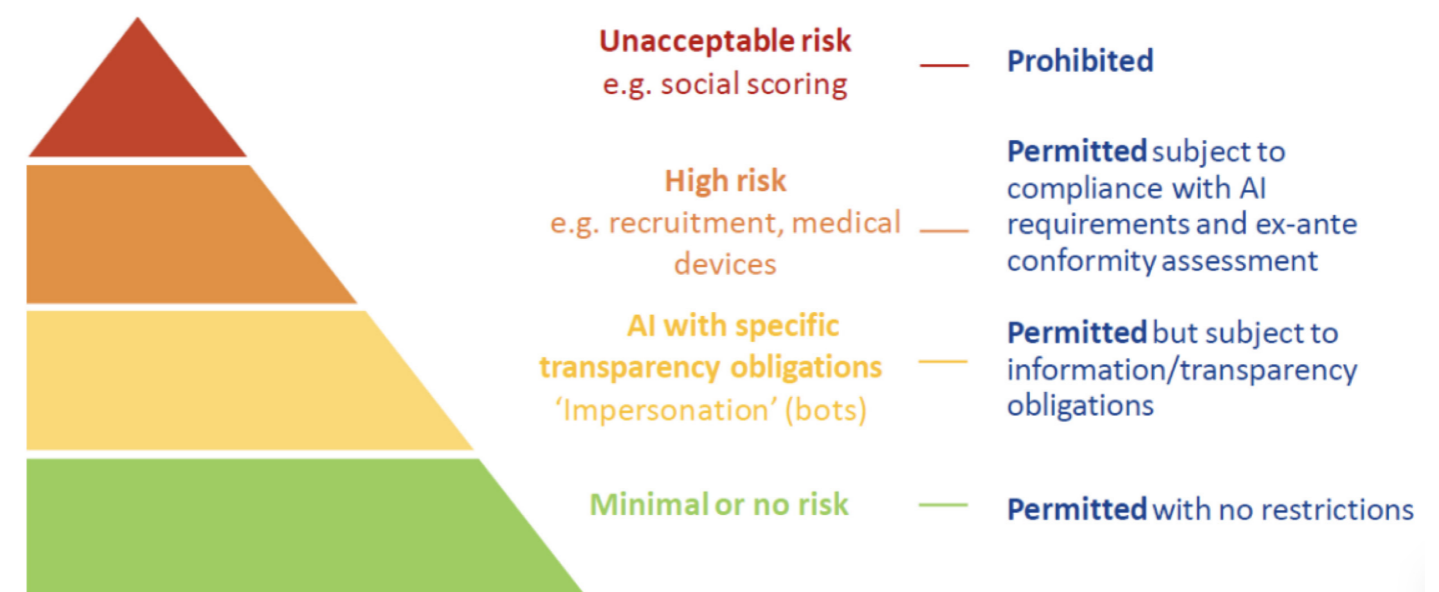 Unacceptable risk
e.g. social scoring
Prohibited
High risk
e.g. recruitment, medical
devices
Permitted subject to
compliance with AI
requirements and ex-ante
conformity assessment
AI with specific
transparency obligations
‘Impersonation’ (bots)
Permitted but subject to
information/transparency
obligations
Minimal or no risk
Permitted with no restrictions